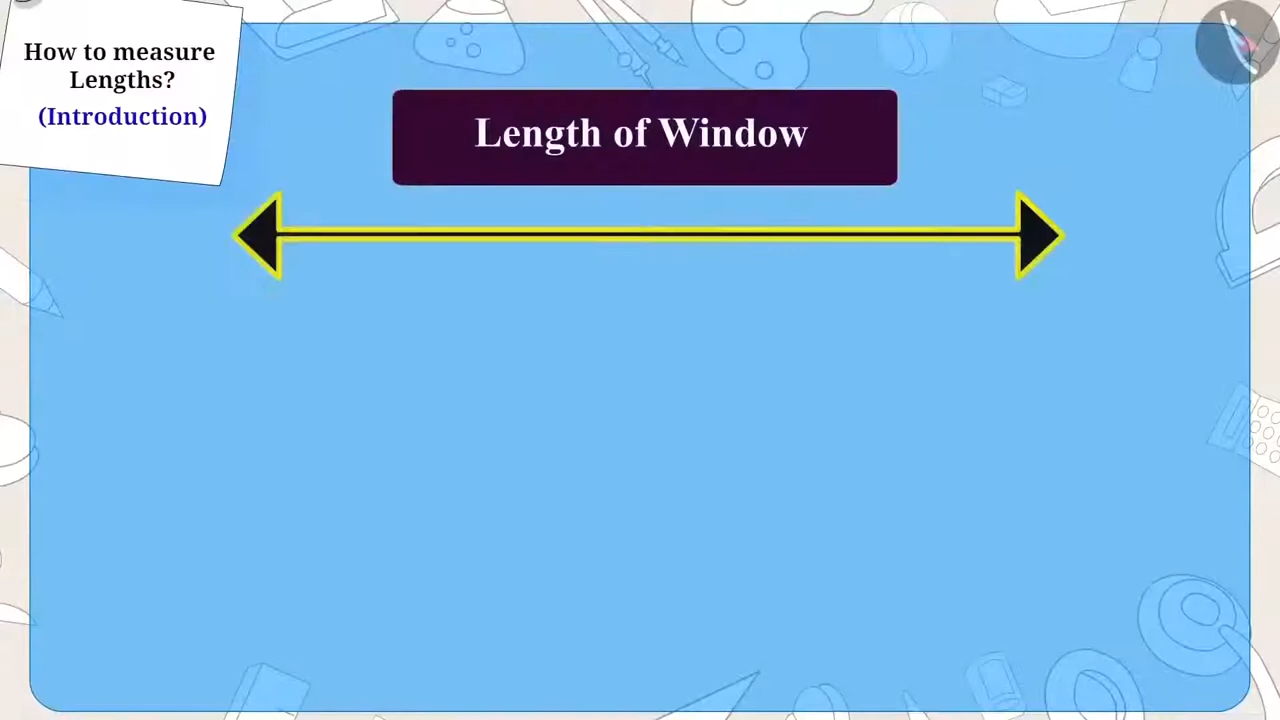 How to measure
Lengths?
(Introduction)
Length of Window